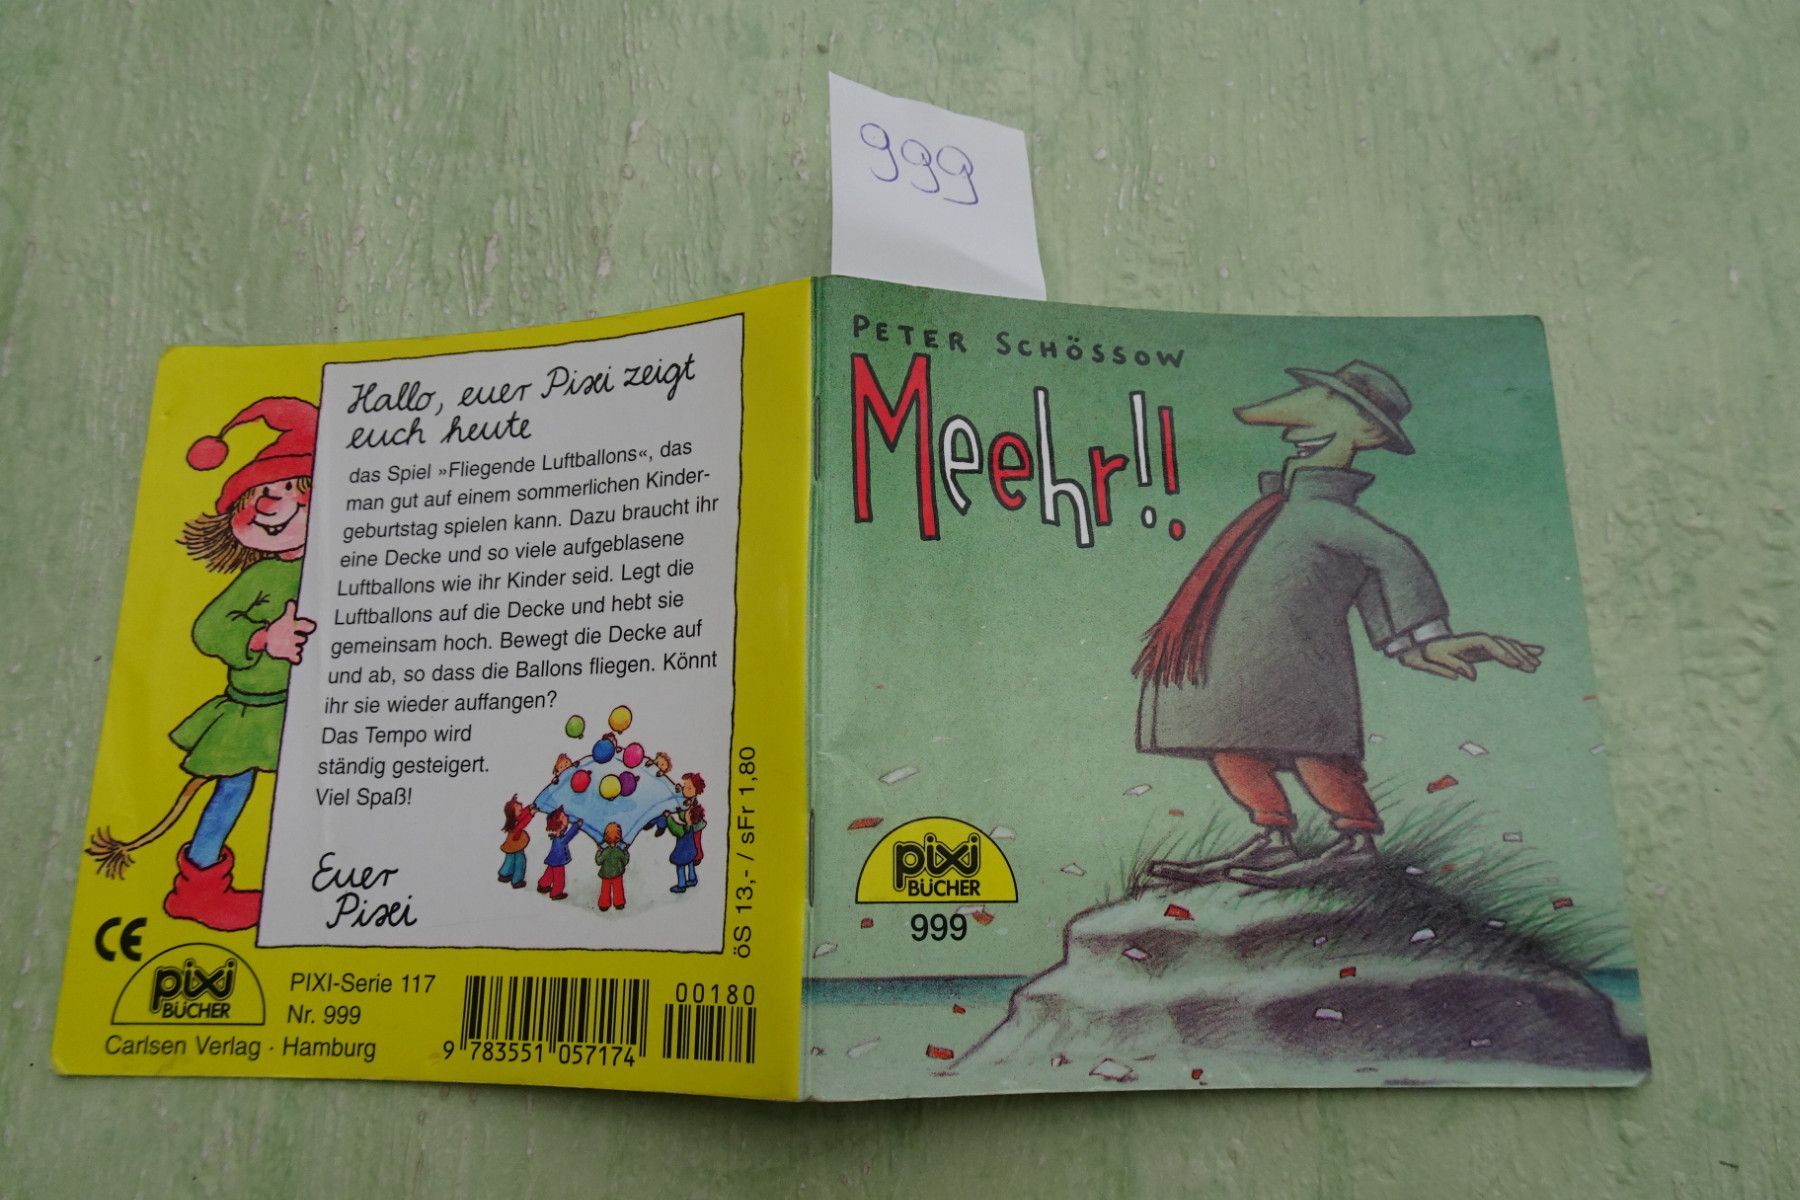 999
Hallo, euer Pixi zeigt
euch heute
das Spiel »Fliegende Luftballons«, das
man gut auf einem sommerlichen Kinder-
geburtstag spielen kann. Dazu braucht ihr
eine Decke und so viele aufgeblasene
Luftballons wie ihr Kinder seid. Legt die
Luftballons auf die Decke und hebt sie
gemeinsam hoch. Bewegt die Decke auf
und ab, so dass die Ballons fliegen. Könnt
ihr sie wieder auffangen?
Das Tempo wird
ständig gesteigert.
Viel Spaß!
Euer
Pixi
öS 13,- / sFr 1,80
CE
pixi
BÜCHER
PIXI-Serie 117
Nr. 999
Carlsen Verlag · Hamburg
00180
9 783551 057174
PETER SCHÖSSOW
Meehr!!
pixi
BÜCHER
999